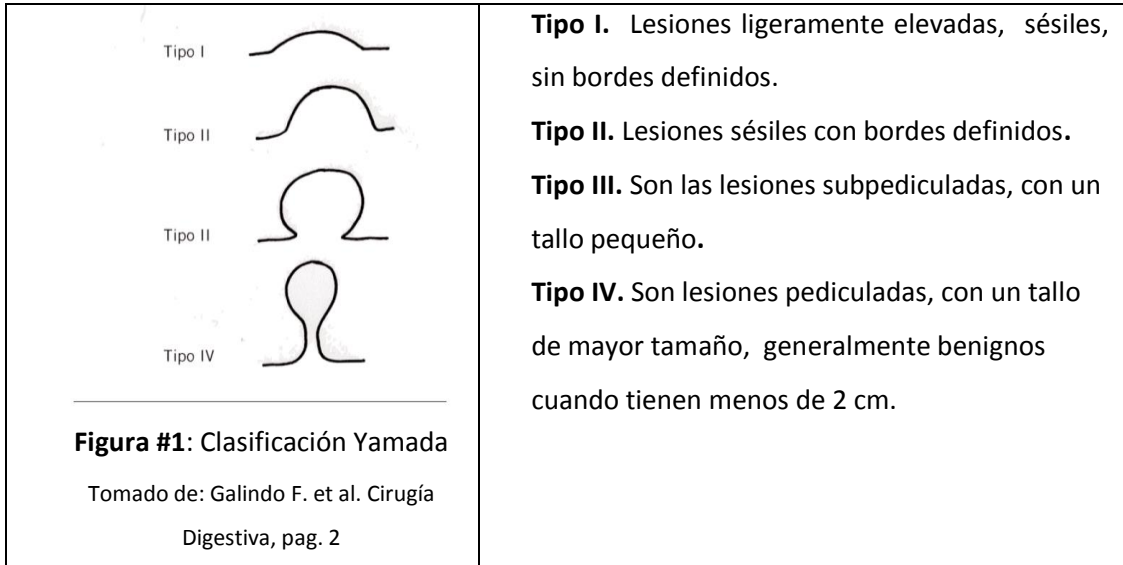 Tipo I
Tipo II
Tipo II
Tipo IV
Figura #1: Clasificación Yamada
Tomado de: Galindo F. et al. Cirugía
Digestiva, pag. 2
Tipo I. Lesiones ligeramente elevadas, sésiles,
sin bordes definidos.
Tipo II. Lesiones sésiles con bordes definidos.
Tipo III. Son las lesiones subpediculadas, con un
tallo pequeño.
Tipo IV. Son lesiones pediculadas, con un tallo
de mayor tamaño, generalmente benignos
cuando tienen menos de 2 cm.